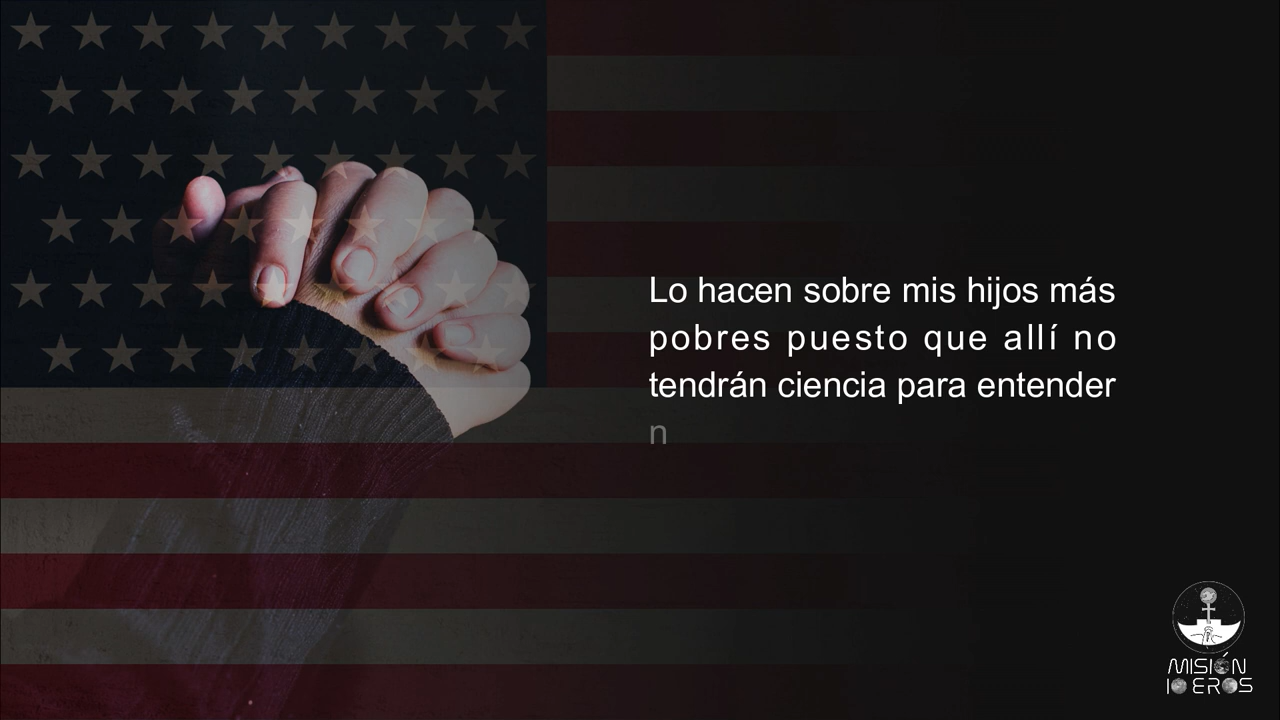 Lo hacen sobre mis hijos más
pobres puesto que allí no
tendrán ciencia para entender
n
MISIÓN
IO EROS